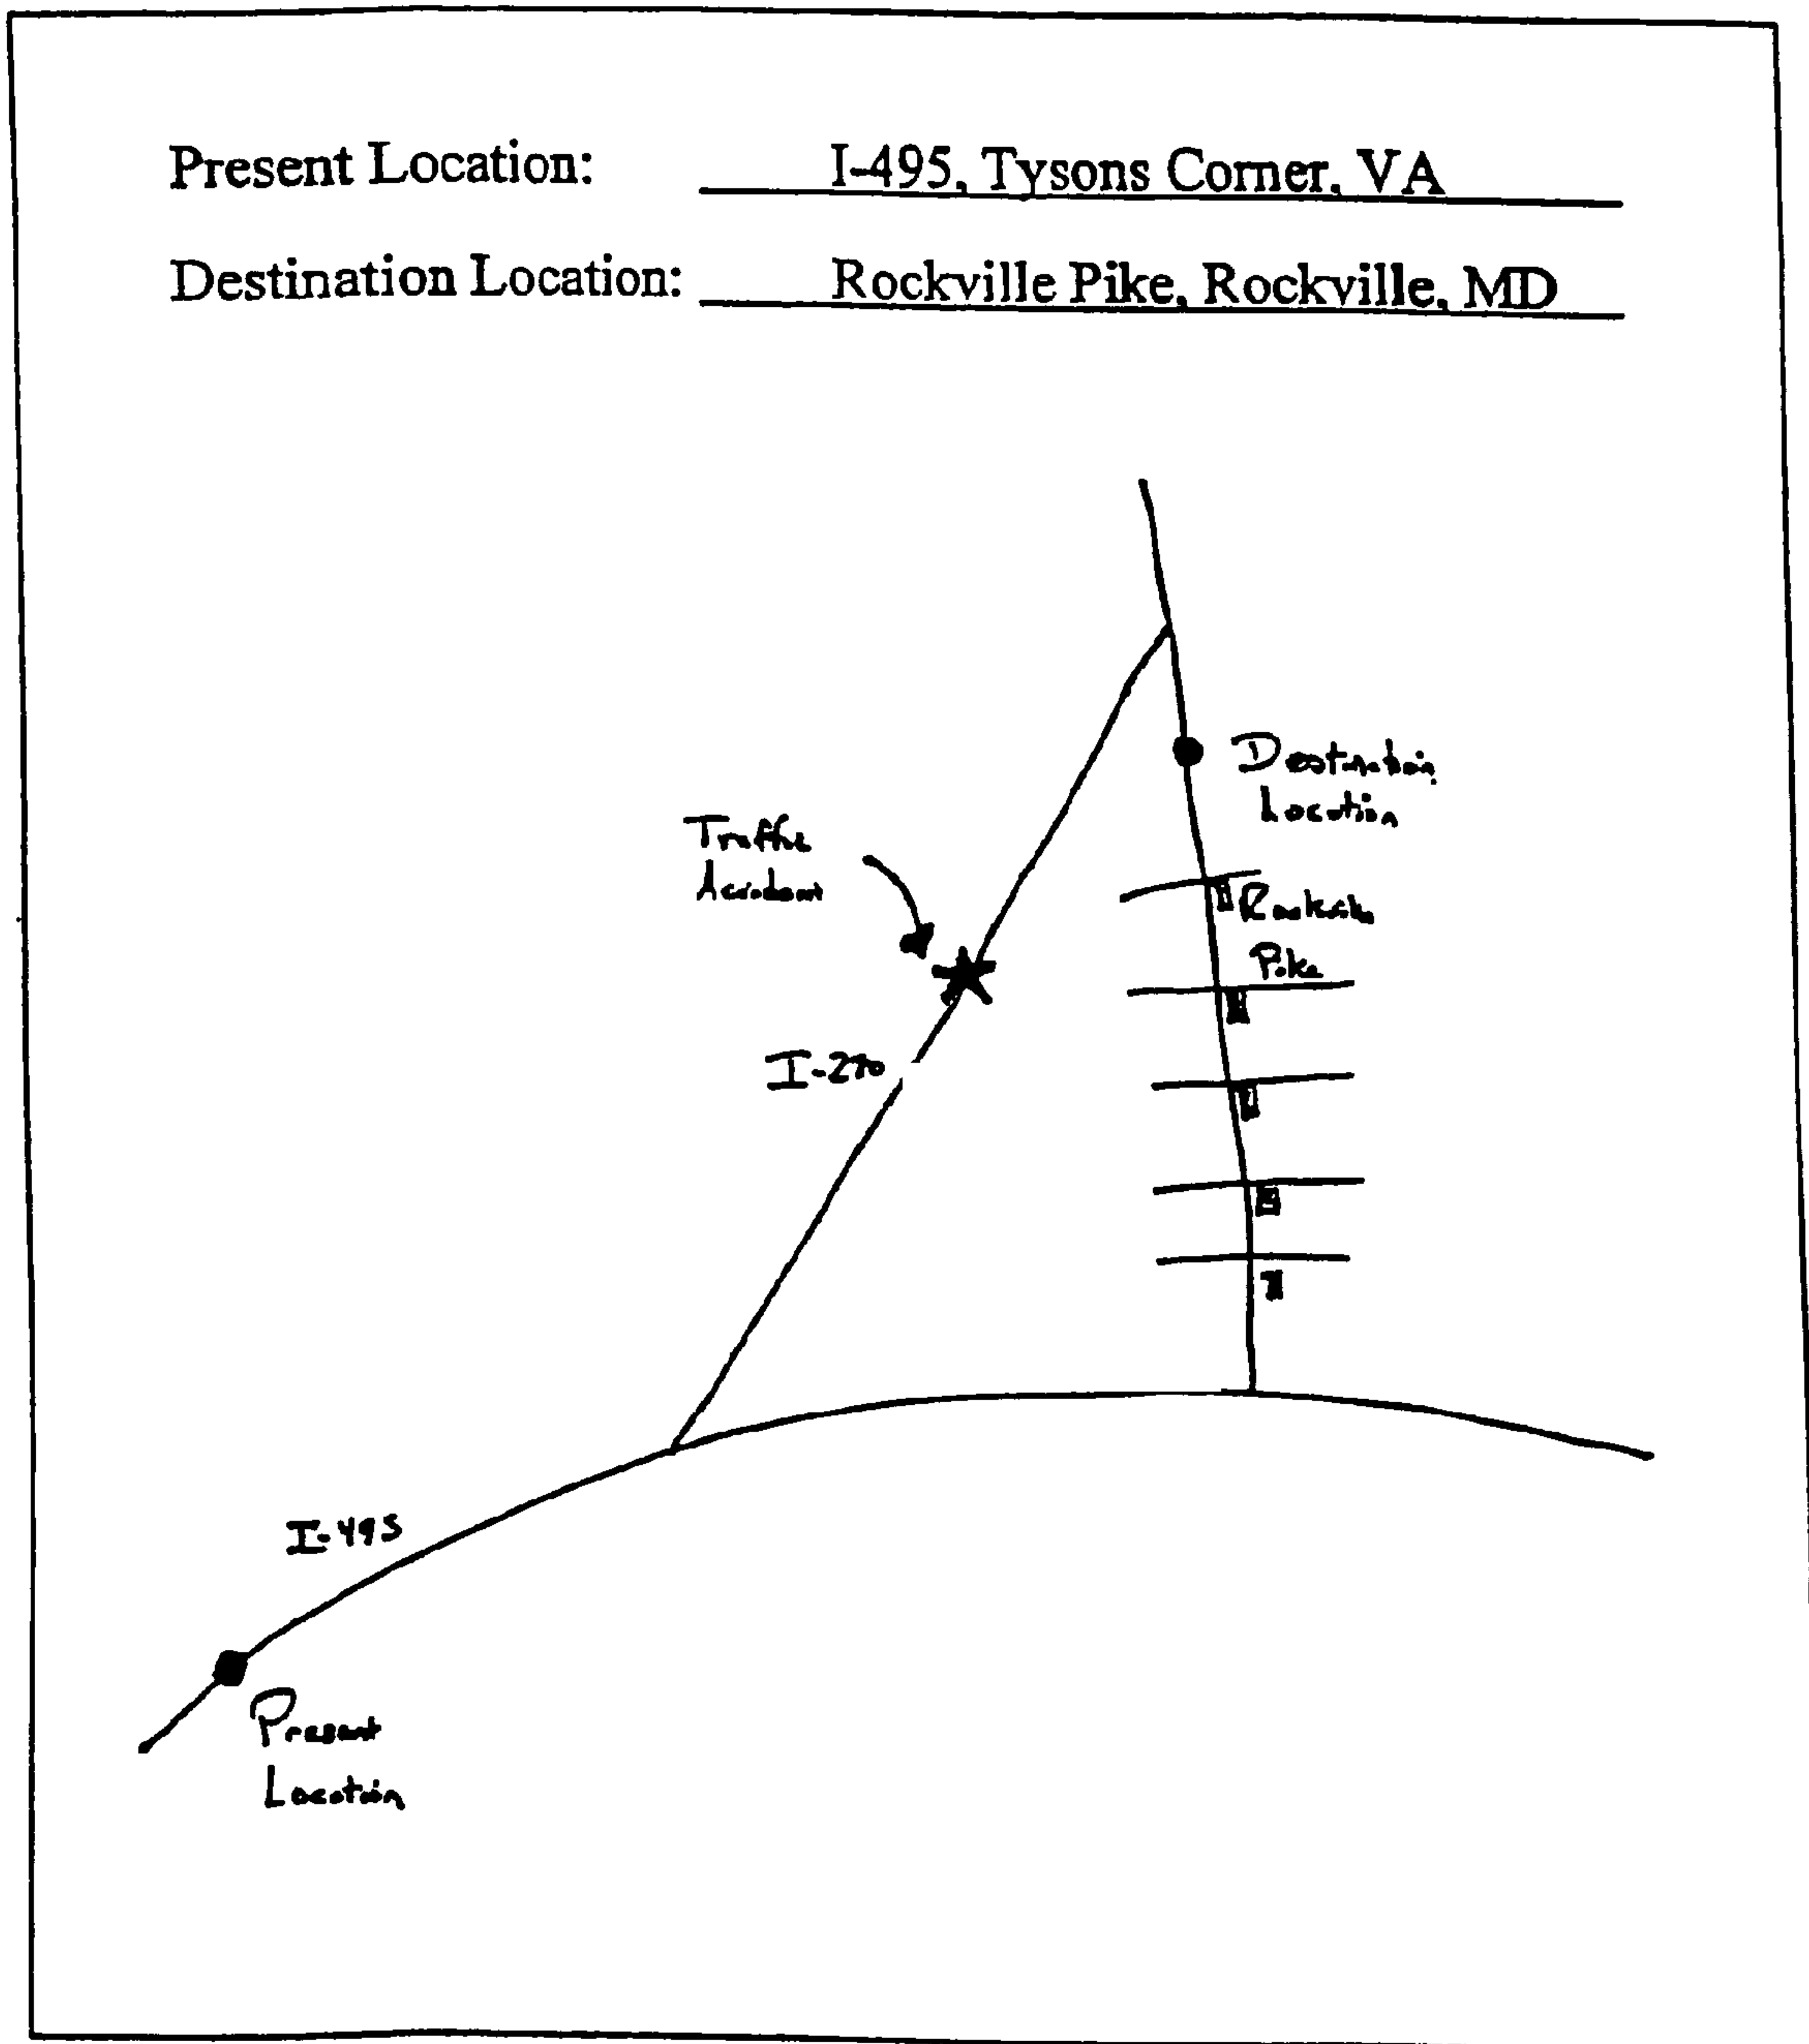 Present Location: I-495, Tysons Corner, VA
Destination Location: Rockville Pike, Rockville, MD
Destination
Location
Traffic
Accident
Pike
I-270
I-495
Present
Location